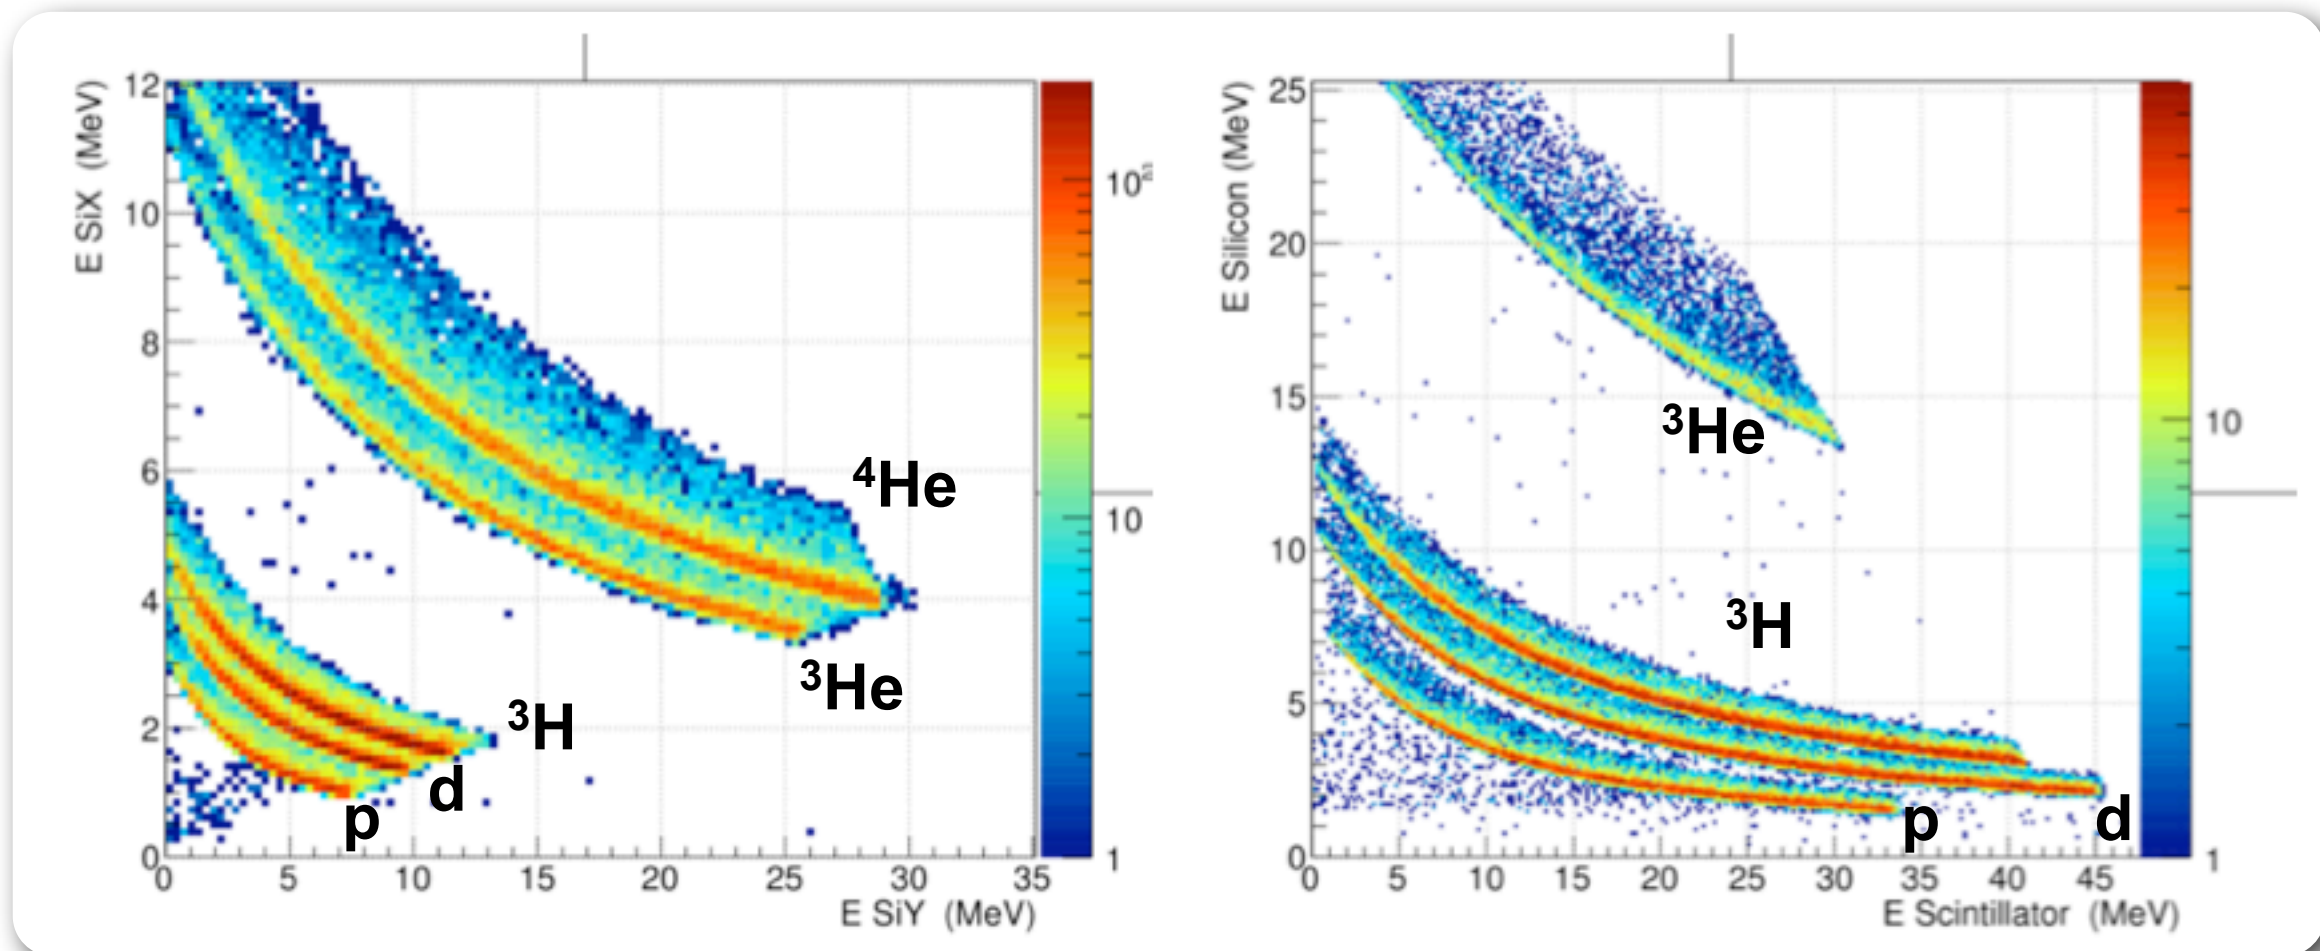 E SiX (MeV)
12
10
8
6
4
2
0
0 5 10 15 20 25 30 35
E SiY (MeV)
⁴He
³He
³H
d
p
10
1
E Silicon (MeV)
25
20
15
10
5
0
0 5 10 15 20 25 30 35 40 45
E Scintillator (MeV)
³He
³H
p
d
10
1